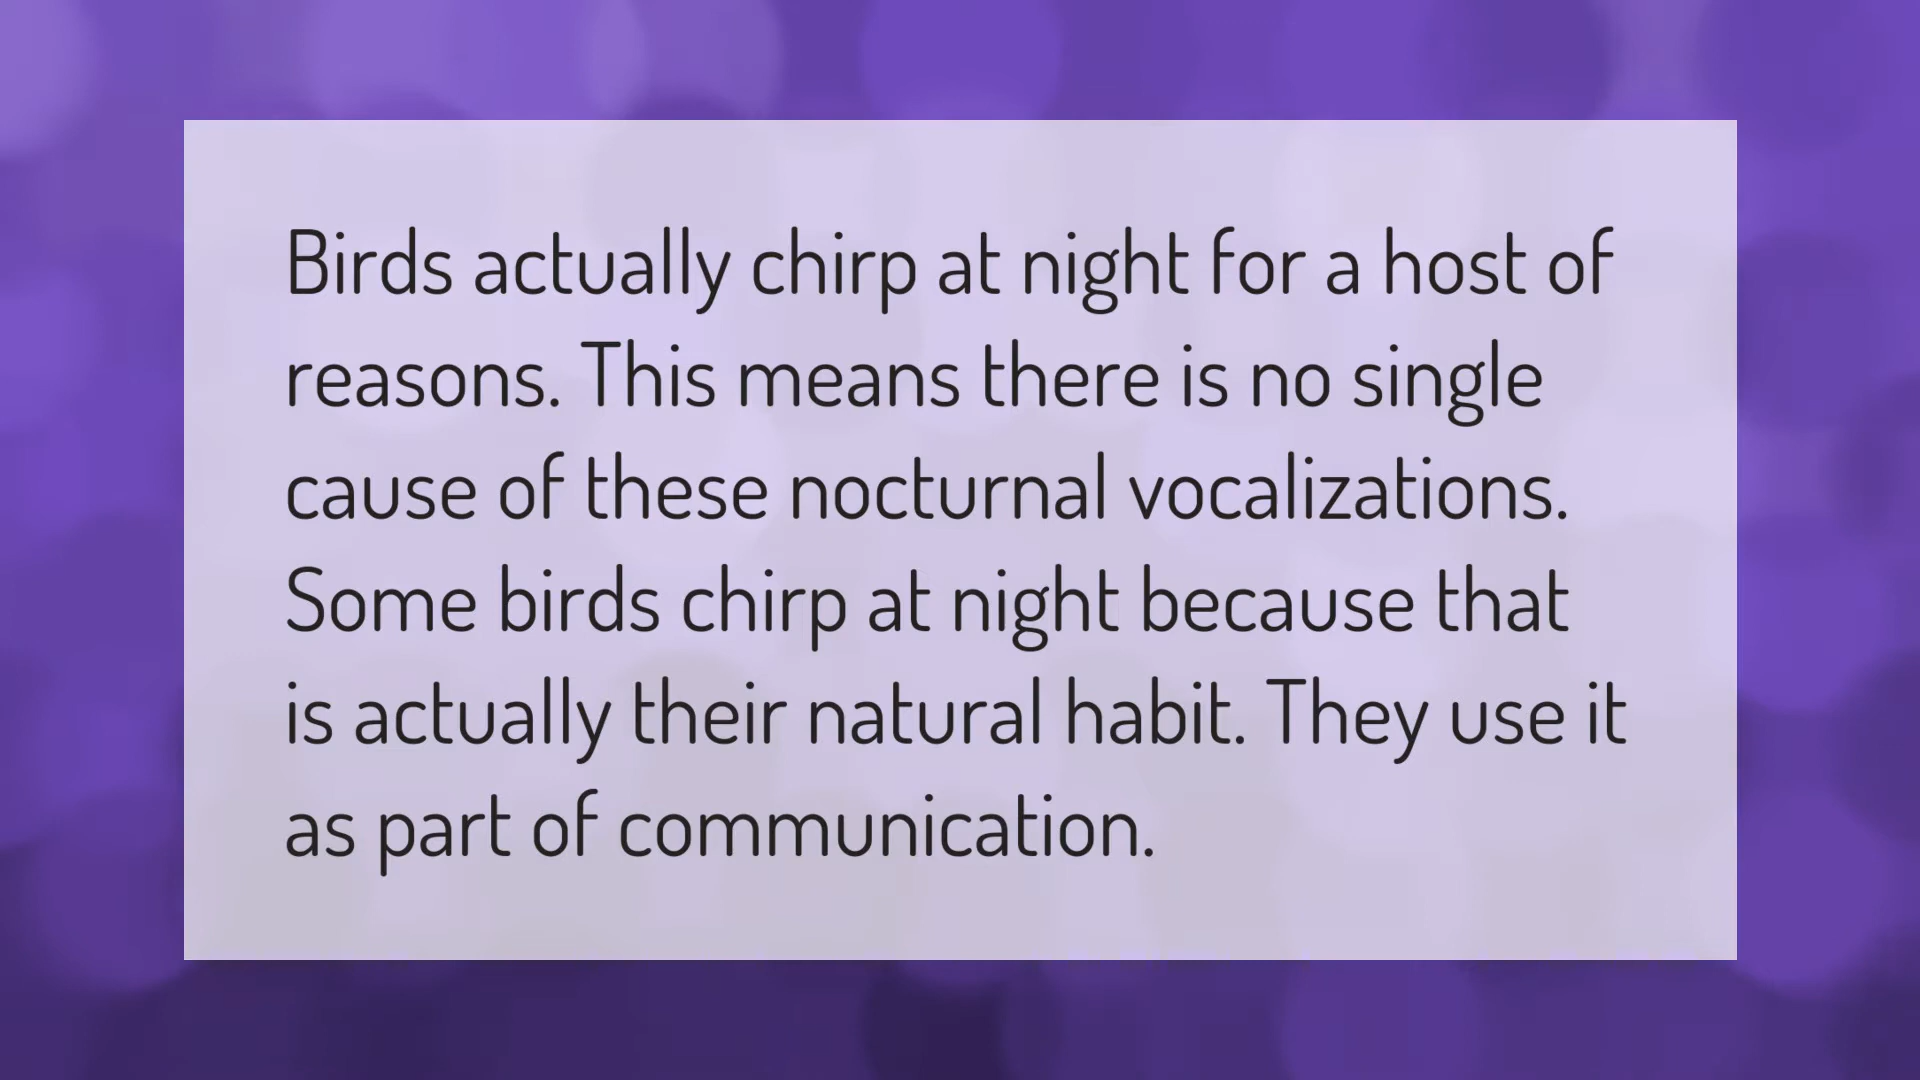 Birds actually chirp at night for a host of
reasons. This means there is no single
cause of these nocturnal vocalizations.
Some birds chirp at night because that
is actually their natural habit. They use it
as part of communication.